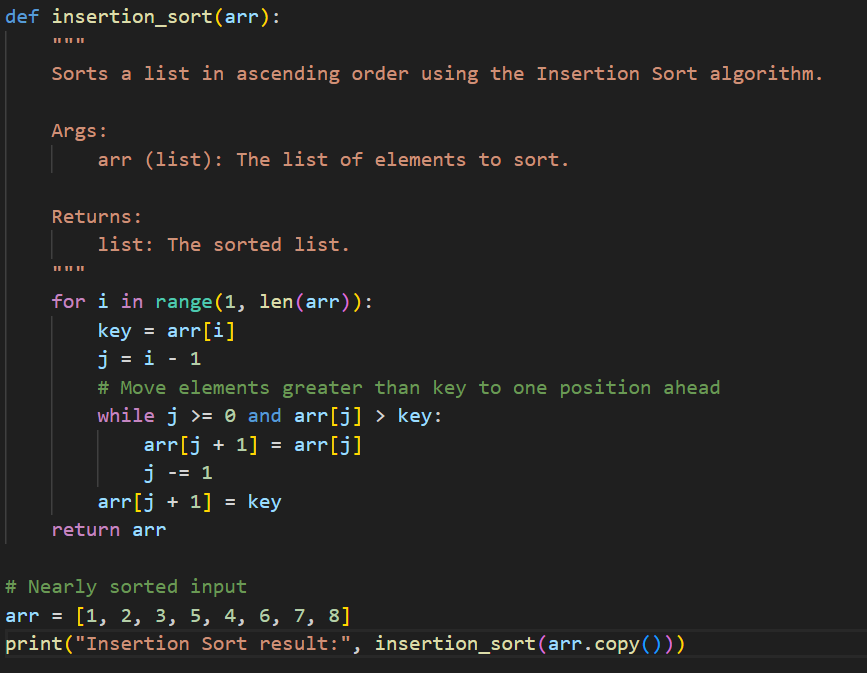 def insertion_sort(arr):
    """
    Sorts a list in ascending order using the Insertion Sort algorithm.

    Args:
        arr (list): The list of elements to sort.

    Returns:
        list: The sorted list.
    """
    for i in range(1, len(arr)):
        key = arr[i]
        j = i - 1
        # Move elements greater than key to one position ahead
        while j >= 0 and arr[j] > key:
            arr[j + 1] = arr[j]
            j -= 1
        arr[j + 1] = key
    return arr

# Nearly sorted input
arr = [1, 2, 3, 5, 4, 6, 7, 8]
print("Insertion Sort result:", insertion_sort(arr.copy()))